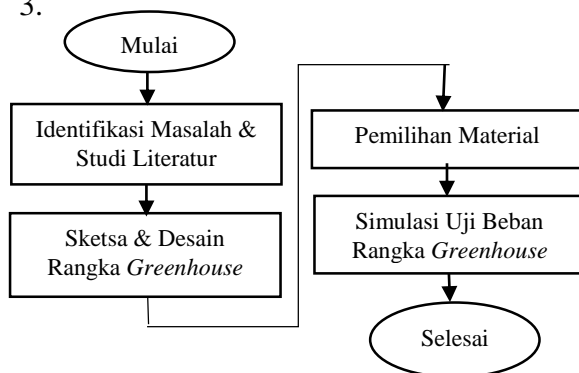 3.
Mulai
Identifikasi Masalah &
Studi Literatur
Sketsa & Desain
Rangka Greenhouse
Pemilihan Material
Simulasi Uji Beban
Rangka Greenhouse
Selesai